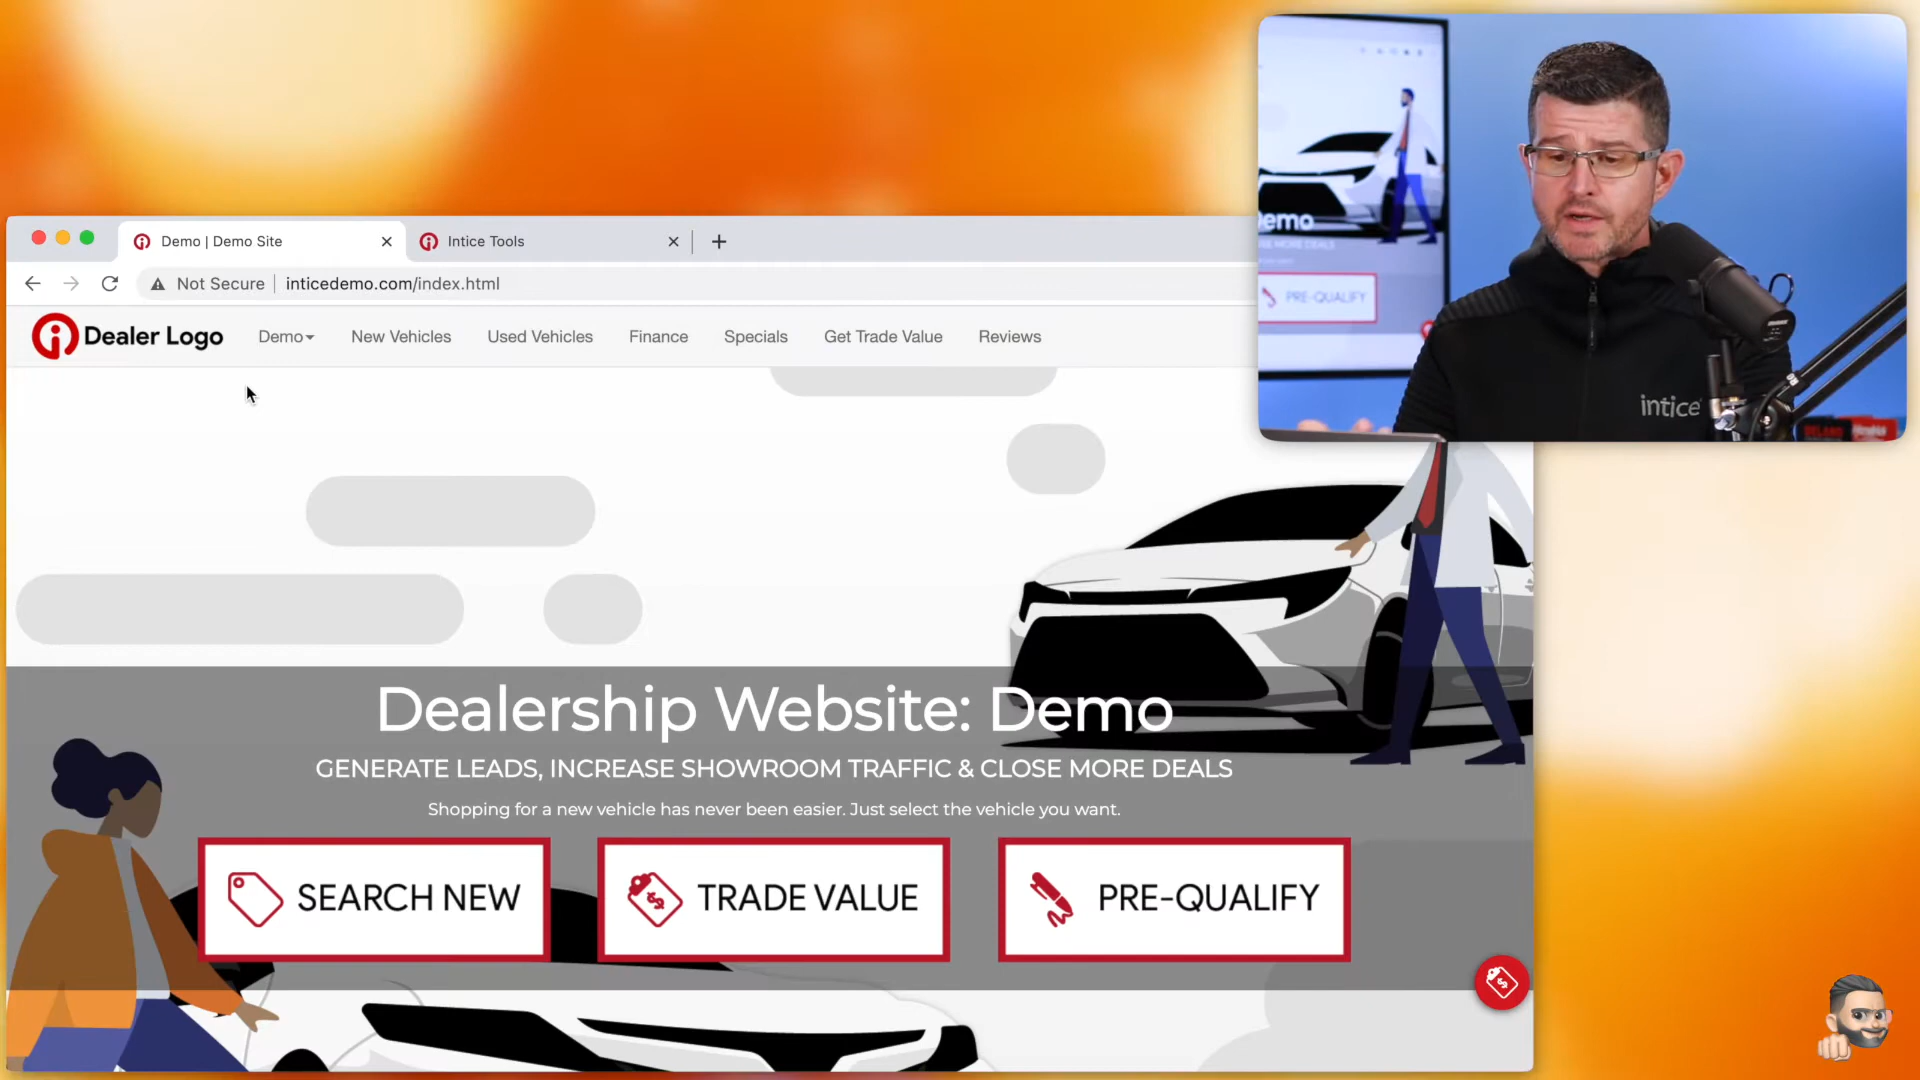 Demo | Demo Site
Intice Tools
Not Secure
inticedemo.com/index.html
Dealer Logo
Demo
New Vehicles
Used Vehicles
Finance
Specials
Get Trade Value
Reviews
Dealership Website: Demo
GENERATE LEADS, INCREASE SHOWROOM TRAFFIC & CLOSE MORE DEALS
Shopping for a new vehicle has never been easier. Just select the vehicle you want.
SEARCH NEW
TRADE VALUE
PRE-QUALIFY
emo
SE MORE DEALS
PRE-QUALIFY
intice